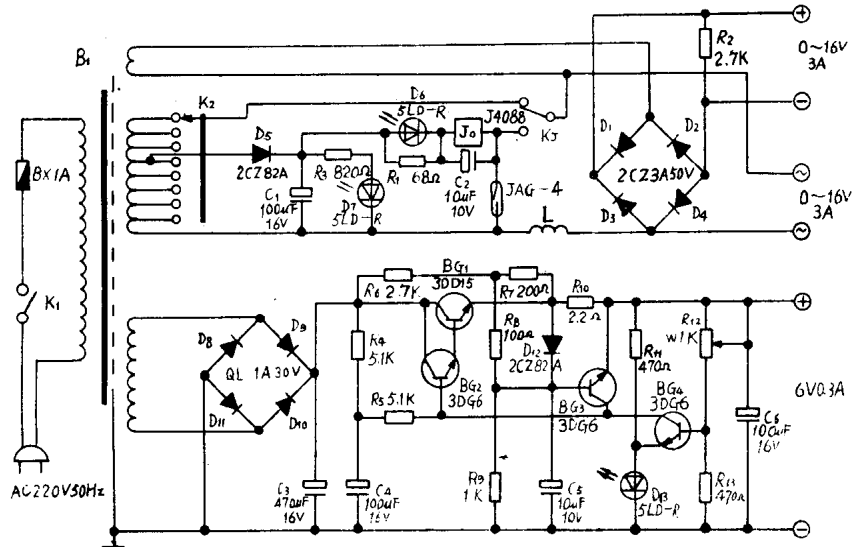 B₁
BX1A
K₁
AC220V50Hz
K₂
D₅
2CZ82A
C₁
100uF
16V
R₃ 820Ω
D₇
5LD-R
D₆
5LD-R
R₁ 68Ω
J₀
J4088
C₂
10uF
10V
JAG-4
KJ
L
D₁
D₂
2CZ3A50V
D₃
D₄
R₂
2.7K
+
0~16V
3A
−
~
0~16V
3A
~
D₈
D₉
QL 1A30V
D₁₁
D₁₀
C₃
470uF
16V
R₄
5.1K
C₄
100uF
16V
R₆ 2.7K
R₅ 5.1K
BG₁
3DD15
BG₂
3DG6
R₇ 200Ω
R₈
100Ω
R₉
1K
D₁₂
2CZ82A
C₅
10uF
10V
R₁₀
2.2Ω
BG₃
3DG6
R₁₁
470Ω
BG₄
3DG6
D₁₃
5LD-R
R₁₂
W1K
R₁₃
470Ω
C₆
100uF
16V
+
6V0.3A
−